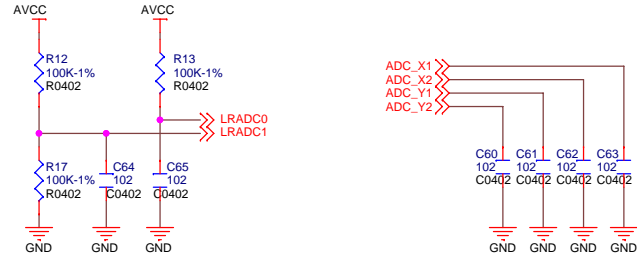 AVCC
AVCC
R12
100K-1%
R0402
R13
100K-1%
R0402
LRADC0
LRADC1
R17
100K-1%
R0402
C64
102
C0402
C65
102
C0402
GND
GND
GND
ADC_X1
ADC_X2
ADC_Y1
ADC_Y2
C60
102
C0402
C61
102
C0402
C62
102
C0402
C63
102
C0402
GND
GND
GND
GND